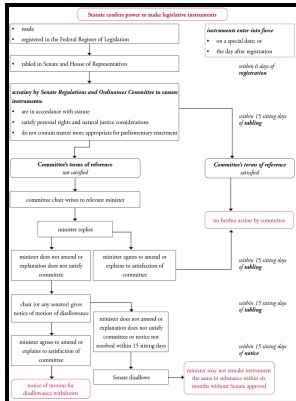 Statute confers power to make legislative instruments
• made
• registered in the Federal Register of Legislation
instruments enter into force
• on a special date; or
• the day after registration
tabled in Senate and House of Representatives
within 6 days of
registration
scrutiny by Senate Regulations and Ordinances Committee to ensure
instruments:
• are in accordance with statute
• satisfy personal rights and natural justice considerations
• do not contain matter more appropriate for parliamentary enactment
within 15 sitting days
of tabling
Committee's terms of reference
not satisfied
Committee's terms of reference
satisfied
committee chair writes to relevant minister
no further action by committee
minister replies
minister does not amend or
explanation does not satisfy
committee
minister agrees to amend or
explains to satisfaction of
committee
within 15 sitting days
of tabling
chair (or any senator) gives
notice of motion of disallowance
within 15 sitting days
of tabling
minister does not amend or
explanation does not satisfy
committee or notice not
resolved within 15 sitting days
within 15 sitting days
of notice
minister agrees to amend or
explains to satisfaction of
committee
Senate disallows
minister may not remake instrument
the same in substance within six
months without Senate approval
notice of motion for
disallowance withdrawn